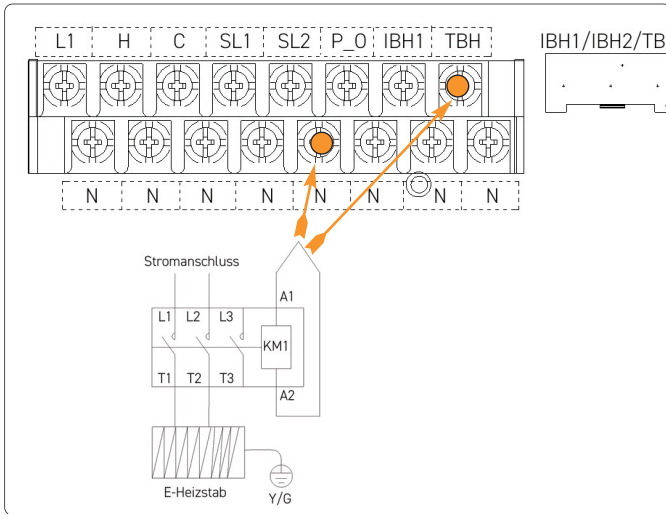 L1 H C SL1 SL2 P_O IBH1 TBH
IBH1/IBH2/TB
N N N N N N N N
Stromanschluss
A1
L1 L2 L3
KM1
T1 T2 T3
A2
E-Heizstab
Y/G